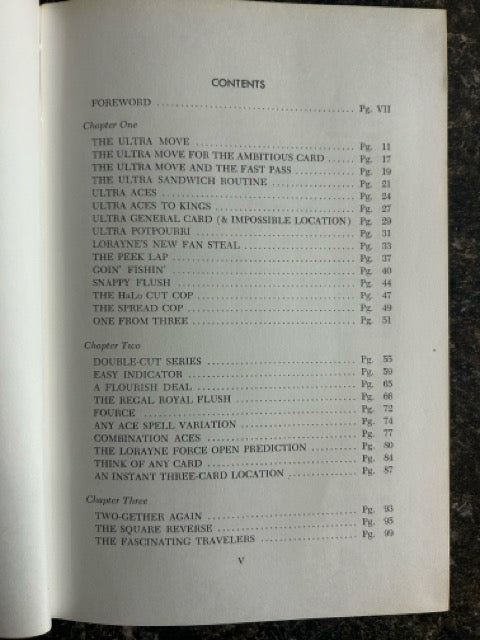 CONTENTS
FOREWORD ........................................ Pg. VII
Chapter One
THE ULTRA MOVE ................................. Pg. 11
THE ULTRA MOVE FOR THE AMBITIOUS CARD ...... Pg. 17
THE ULTRA MOVE AND THE FAST PASS ............ Pg. 19
THE ULTRA SANDWICH ROUTINE .................. Pg. 21
ULTRA ACES ...................................... Pg. 24
ULTRA ACES TO KINGS ............................ Pg. 27
ULTRA GENERAL CARD (& IMPOSSIBLE LOCATION) Pg. 29
ULTRA POTPOURRI ................................ Pg. 31
LORAYNE'S NEW FAN STEAL ....................... Pg. 33
THE PEEK LAP .................................... Pg. 37
GOIN' FISHIN' .................................... Pg. 40
SNAPPY FLUSH .................................... Pg. 44
THE HaLo CUT COP ............................... Pg. 47
THE SPREAD COP ................................. Pg. 49
ONE FROM THREE ................................. Pg. 51
Chapter Two
DOUBLE-CUT SERIES .............................. Pg. 55
EASY INDICATOR ................................. Pg. 59
A FLOURISH DEAL ................................ Pg. 65
THE REGAL ROYAL FLUSH ......................... Pg. 66
FOURCE .......................................... Pg. 72
ANY ACE SPELL VARIATION ....................... Pg. 74
COMBINATION ACES ............................... Pg. 77
THE LORAYNE FORCE OPEN PREDICTION ......... Pg. 80
THINK OF ANY CARD .............................. Pg. 84
AN INSTANT THREE-CARD LOCATION ............. Pg. 87
Chapter Three
TWO-GETHER AGAIN .............................. Pg. 93
THE SQUARE REVERSE ............................ Pg. 95
THE FASCINATING TRAVELERS .................... Pg. 99
V